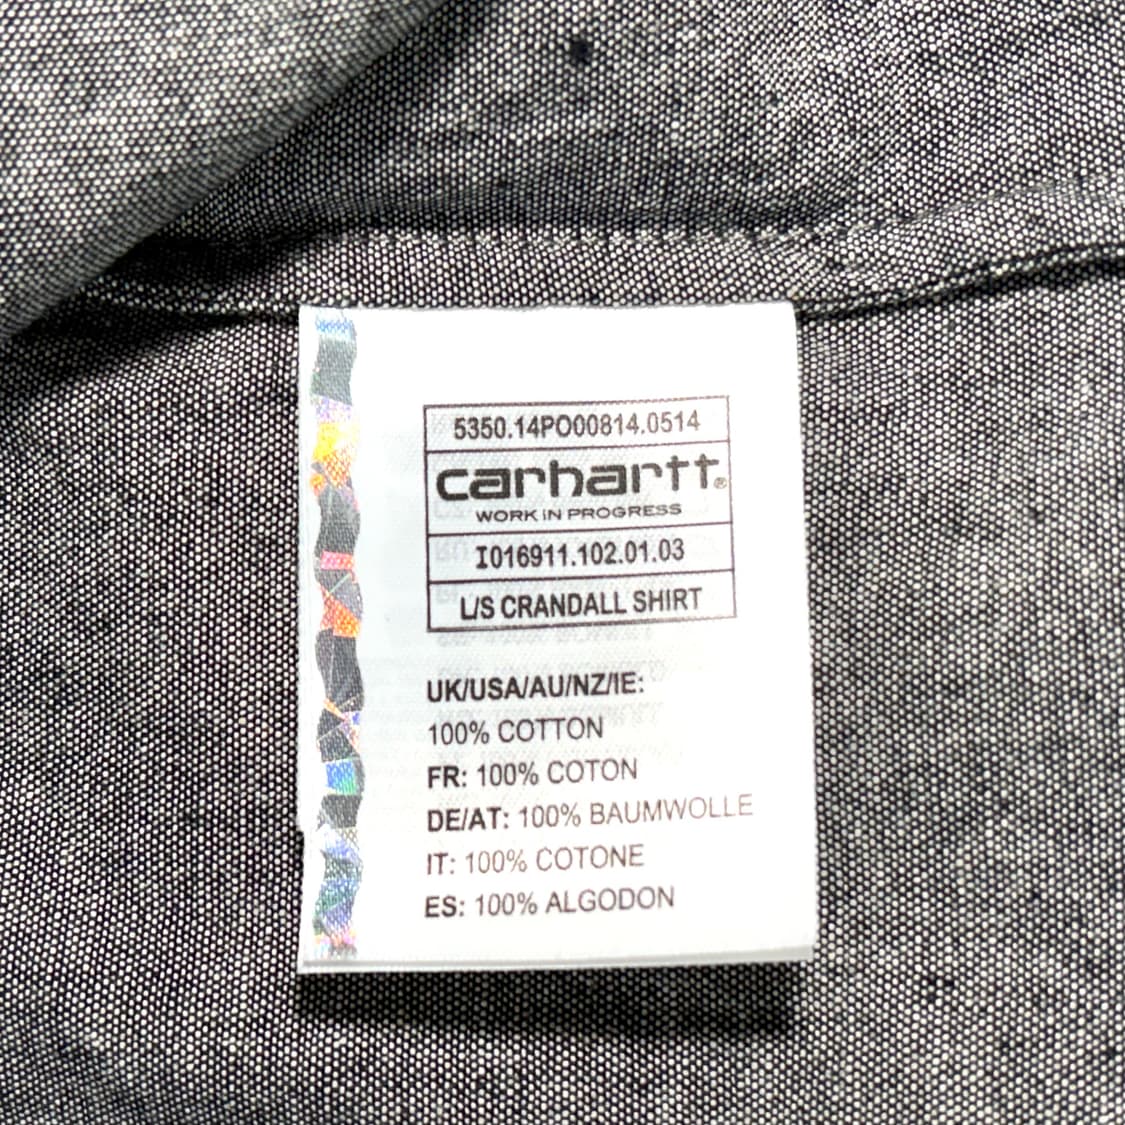 5350.14PO00814.0514
carhartt®
WORK IN PROGRESS
I016911.102.01.03
L/S CRANDALL SHIRT
UK/USA/AU/NZ/IE:
100% COTTON
FR: 100% COTON
DE/AT: 100% BAUMWOLLE
IT: 100% COTONE
ES: 100% ALGODON